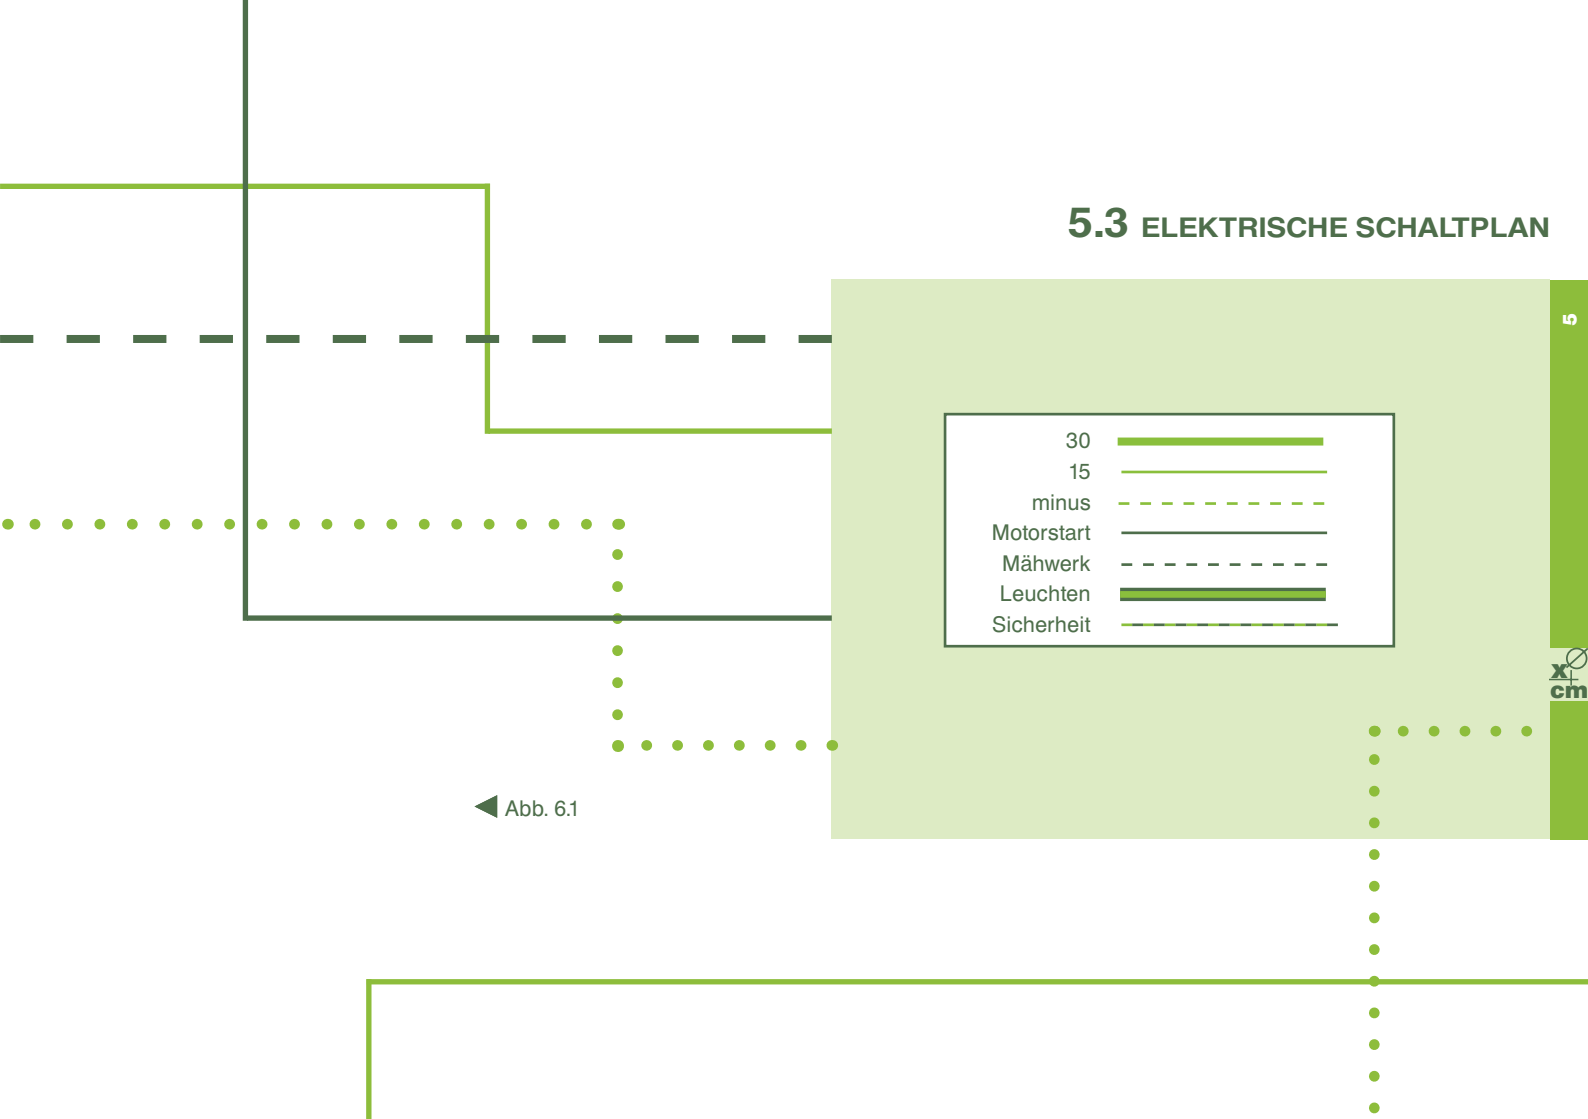 5.3 ELEKTRISCHE SCHALTPLAN
5
30
15
minus
Motorstart
Mähwerk
Leuchten
Sicherheit
x
cm
Abb. 6.1